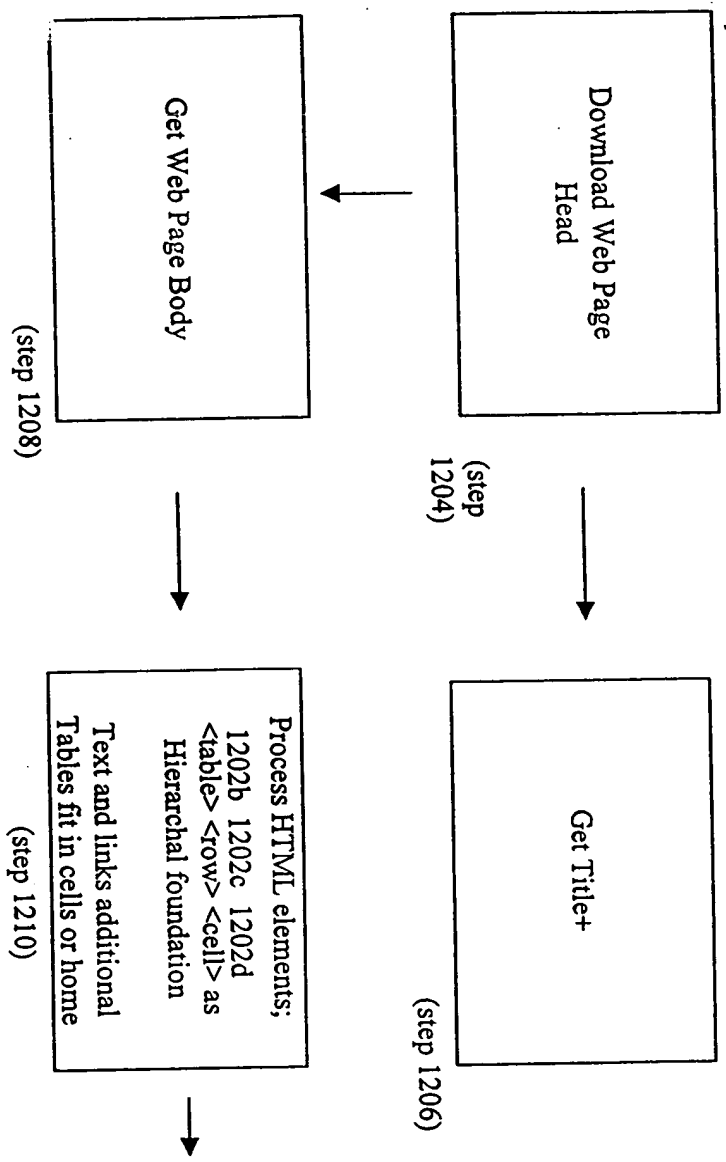 Download Web Page
Head
(step
1204)
Get Title+
(step 1206)
Get Web Page Body
(step 1208)
Process HTML elements;
1202b 1202c 1202d
<table> <row> <cell> as
Hierarchal foundation
Text and links additional
Tables fit in cells or home
(step 1210)